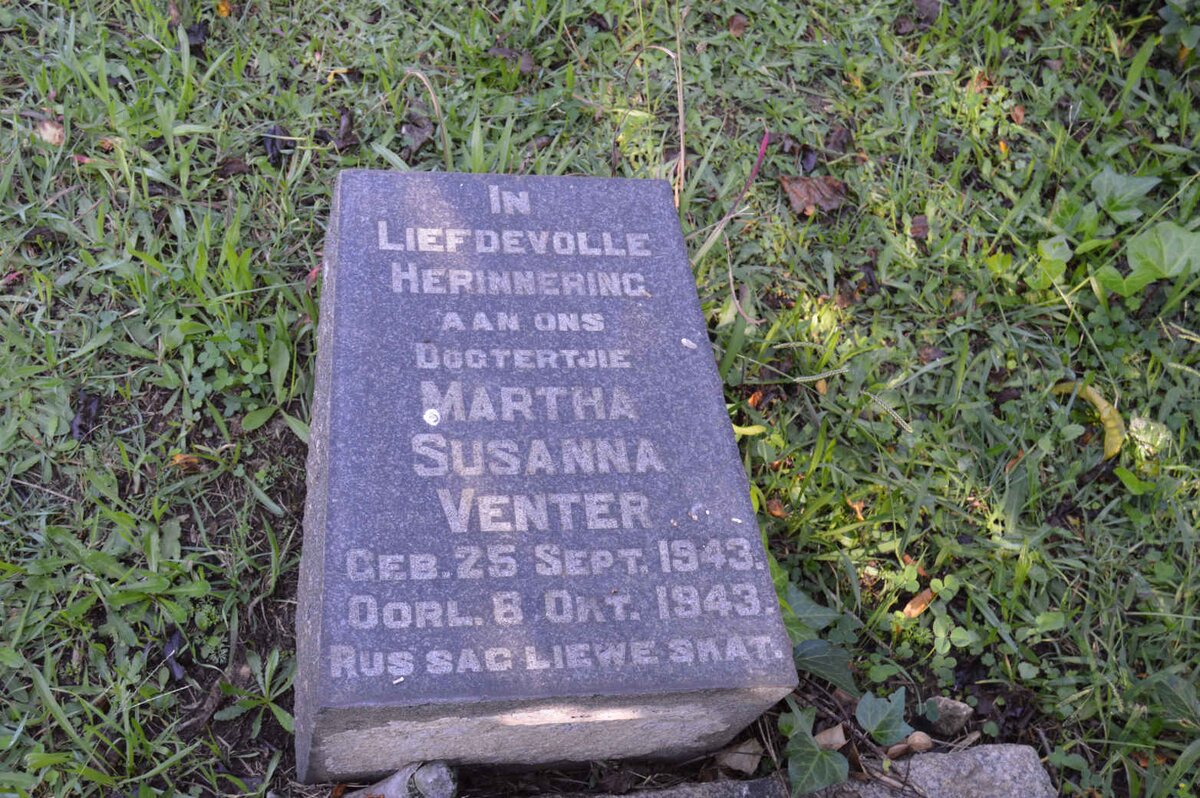 IN
LIEFDEVOLLE
HERINNERING
AAN ONS
DOGTERTJIE
MARTHA
SUSANNA
VENTER
GEB. 25 SEPT. 1943.
OORL. 8 OKT. 1943.
RUS SAG LIEWE SKAT.